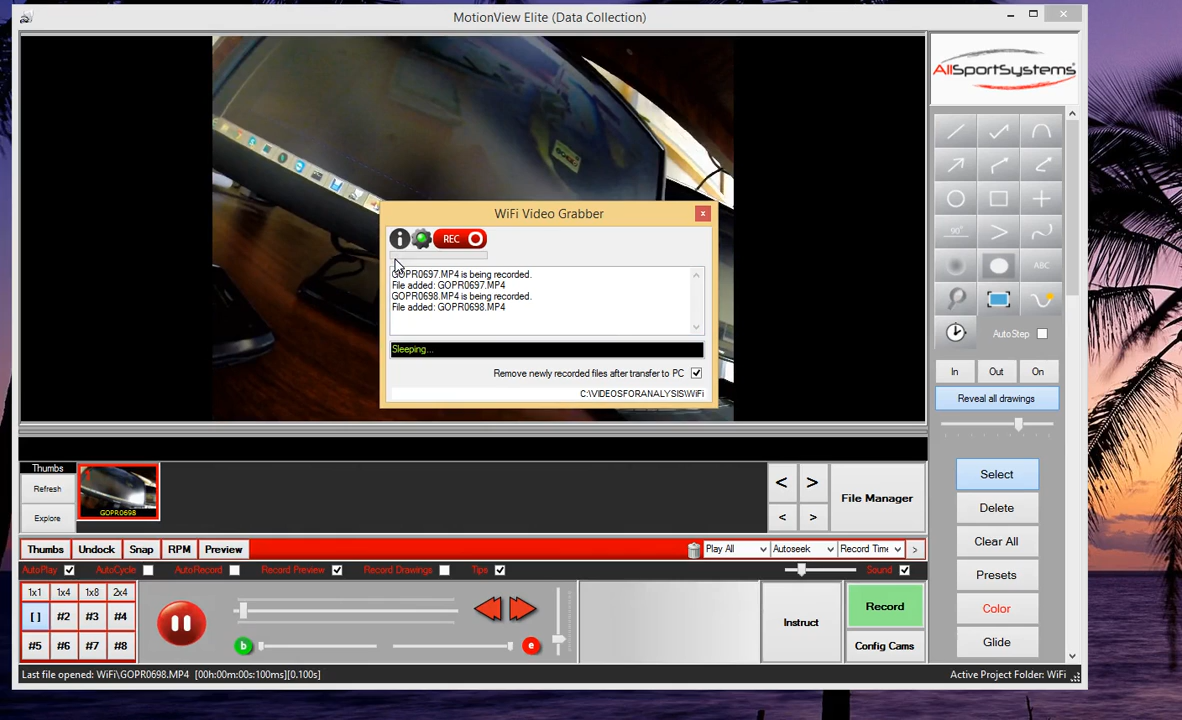 MotionView Elite (Data Collection)
AllSportSystems
WiFi Video Grabber
REC
GOPR0697.MP4 is being recorded.
File added: GOPR0697.MP4
GOPR0698.MP4 is being recorded.
File added: GOPR0698.MP4
Sleeping...
Remove newly recorded files after transfer to PC
C:\VIDEOSFORANALYSIS\WiFi
90°
ABC
AutoStep
In Out On
Reveal all drawings
Select
Delete
Clear All
Presets
Color
Glide
Thumbs
Refresh
Explore
1
GOPR0698
< >
< >
File Manager
Thumbs Undock Snap RPM Preview
Play All Autoseek Record Time >
AutoPlay AutoCycle AutoRecord Record Preview Record Drawings Tips Sound
1x1 1x4 1x8 2x4
[ ] #2 #3 #4
#5 #6 #7 #8
b e
Instruct
Record
Config Cams
Last file opened: WiFi\GOPR0698.MP4 [00h:00m:00s:100ms][0.100s]
Active Project Folder: WiFi